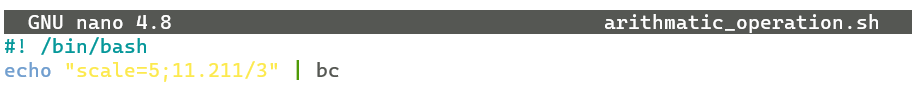 GNU nano 4.8 arithmatic_operation.sh
#! /bin/bash
echo "scale=5;11.211/3" | bc